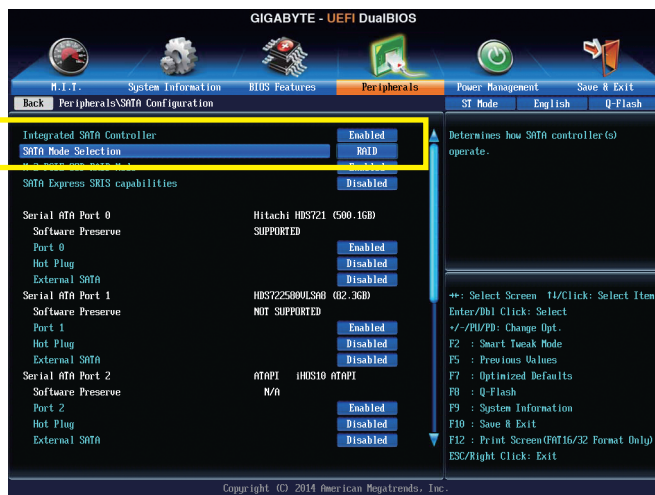 GIGABYTE - UEFI DualBIOS
M.I.T. System Information BIOS Features Peripherals Power Management Save & Exit
Back Peripherals\SATA Configuration ST Mode English Q-Flash
Integrated SATA Controller Enabled
SATA Mode Selection RAID
Enabled
SATA Express SRIS capabilities Disabled
Serial ATA Port 0 Hitachi HDS721 (500.1GB)
Software Preserve SUPPORTED
Port 0 Enabled
Hot Plug Disabled
External SATA Disabled
Serial ATA Port 1 HDS722580VLSA8 (82.3GB)
Software Preserve NOT SUPPORTED
Port 1 Enabled
Hot Plug Disabled
External SATA Disabled
Serial ATA Port 2 ATAPI iHOS10 ATAPI
Software Preserve N/A
Port 2 Enabled
Hot Plug Disabled
External SATA Disabled
Determines how SATA controller(s)
operate.
→←: Select Screen ↑↓/Click: Select Item
Enter/Dbl Click: Select
+/-/PU/PD: Change Opt.
F2 : Smart Tweak Mode
F5 : Previous Values
F7 : Optimized Defaults
F8 : Q-Flash
F9 : System Information
F10 : Save & Exit
F12 : Print Screen(FAT16/32 Format Only)
ESC/Right Click: Exit
Copyright (C) 2014 American Megatrends, Inc.